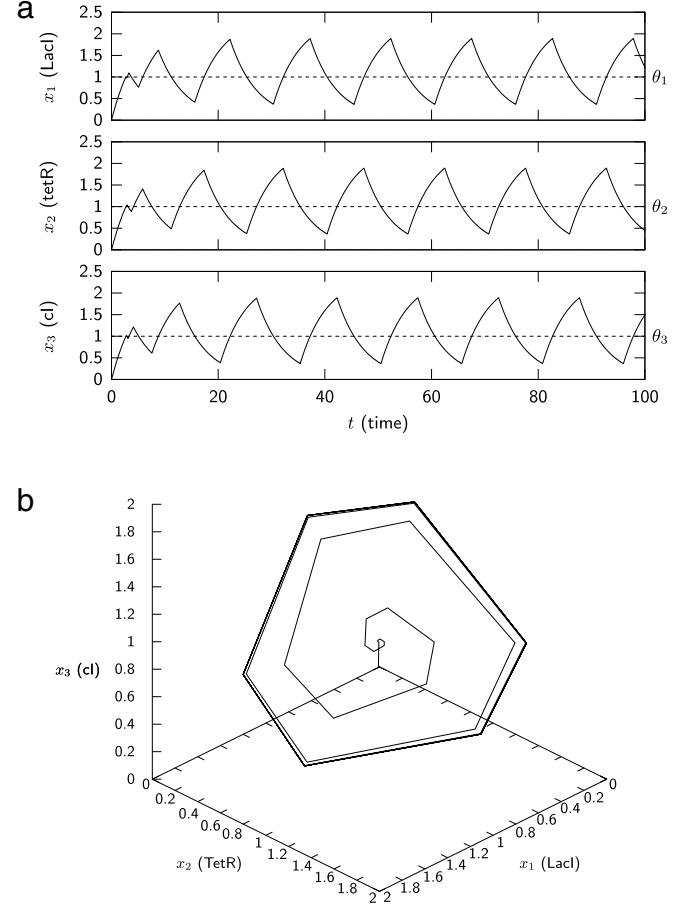 a
2.5
2
1.5
1
0.5
0
x₁ (LacI)
θ₁
2.5
2
1.5
1
0.5
0
x₂ (tetR)
θ₂
2.5
2
1.5
1
0.5
0
x₃ (cI)
θ₃
0 20 40 60 80 100
t (time)
b
2
1.8
1.6
1.4
1.2
1
0.8
0.6
0.4
0.2
0
x₃ (cI)
0 0.2 0.4 0.6 0.8 1 1.2 1.4 1.6 1.8 2
x₂ (TetR)
2 1.8 1.6 1.4 1.2 1 0.8 0.6 0.4 0.2 0
x₁ (LacI)